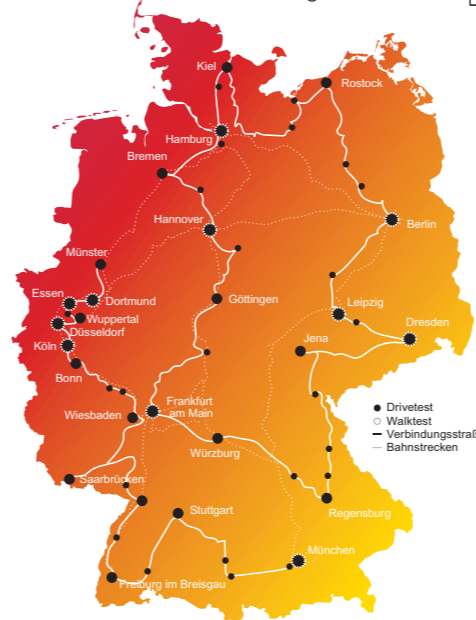 Kiel
Rostock
Hamburg
Bremen
Hannover
Berlin
Münster
Essen
Dortmund
Göttingen
Leipzig
Wuppertal
Düsseldorf
Dresden
Jena
Köln
Bonn
Wiesbaden
Frankfurt
am Main
Drivetest
Walktest
Verbindungsstraß
Bahnstrecken
Würzburg
Saarbrücken
Stuttgart
Regensburg
München
Freiburg im Breisgau